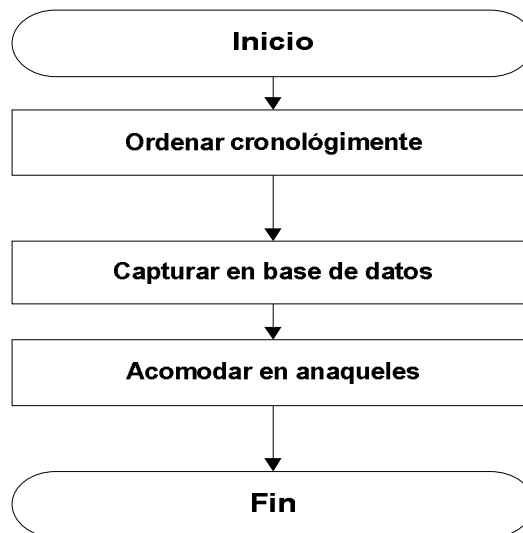 Inicio
Ordenar cronológimente
Capturar en base de datos
Acomodar en anaqueles
Fin